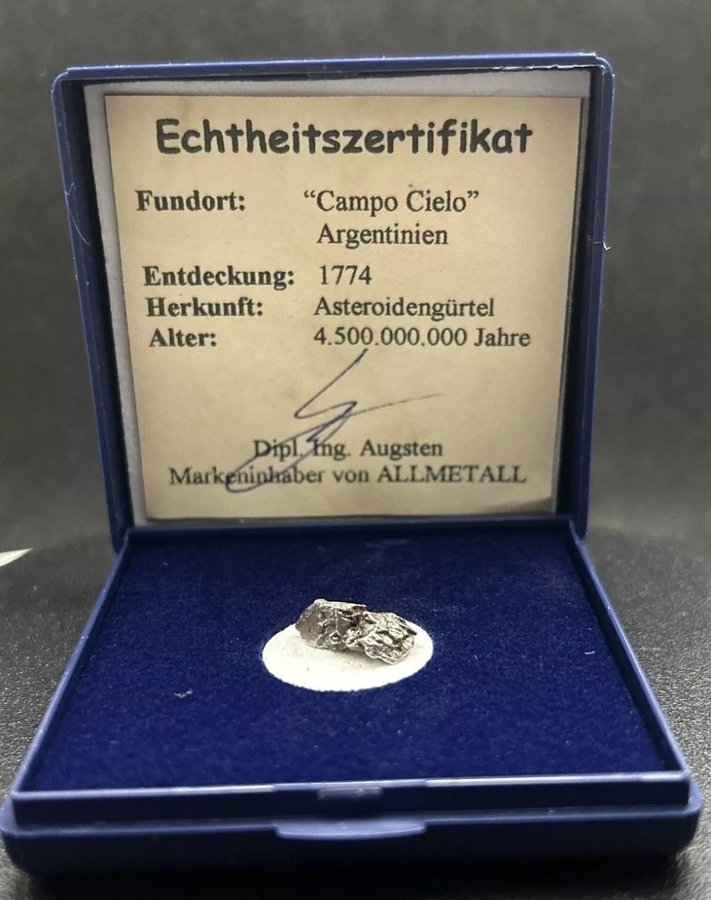 Echtheitszertifikat
Fundort: "Campo Cielo"
Argentinien
Entdeckung: 1774
Herkunft: Asteroidengürtel
Alter: 4.500.000.000 Jahre
Dipl. Ing. Augsten
Markeninhaber von ALLMETALL